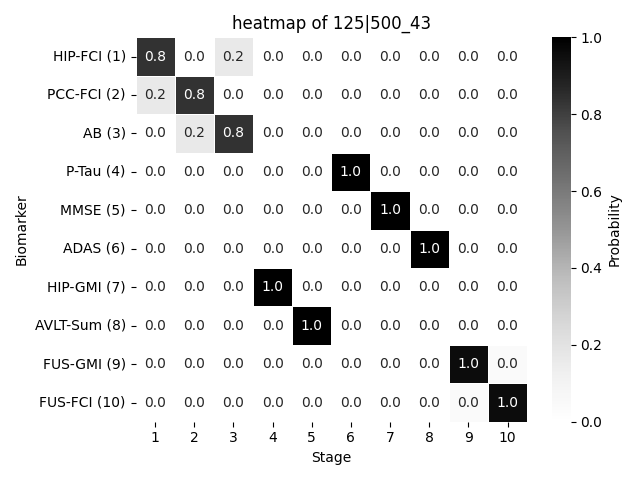 heatmap of 125|500_43
HIP-FCI (1) 0.8 0.0 0.2 0.0 0.0 0.0 0.0 0.0 0.0 0.0
PCC-FCI (2) 0.2 0.8 0.0 0.0 0.0 0.0 0.0 0.0 0.0 0.0
AB (3) 0.0 0.2 0.8 0.0 0.0 0.0 0.0 0.0 0.0 0.0
P-Tau (4) 0.0 0.0 0.0 0.0 0.0 1.0 0.0 0.0 0.0 0.0
MMSE (5) 0.0 0.0 0.0 0.0 0.0 0.0 1.0 0.0 0.0 0.0
ADAS (6) 0.0 0.0 0.0 0.0 0.0 0.0 0.0 1.0 0.0 0.0
HIP-GMI (7) 0.0 0.0 0.0 1.0 0.0 0.0 0.0 0.0 0.0 0.0
AVLT-Sum (8) 0.0 0.0 0.0 0.0 1.0 0.0 0.0 0.0 0.0 0.0
FUS-GMI (9) 0.0 0.0 0.0 0.0 0.0 0.0 0.0 0.0 1.0 0.0
FUS-FCI (10) 0.0 0.0 0.0 0.0 0.0 0.0 0.0 0.0 0.0 1.0
1 2 3 4 5 6 7 8 9 10
Stage
Biomarker
1.0
0.8
0.6
0.4
0.2
0.0
Probability